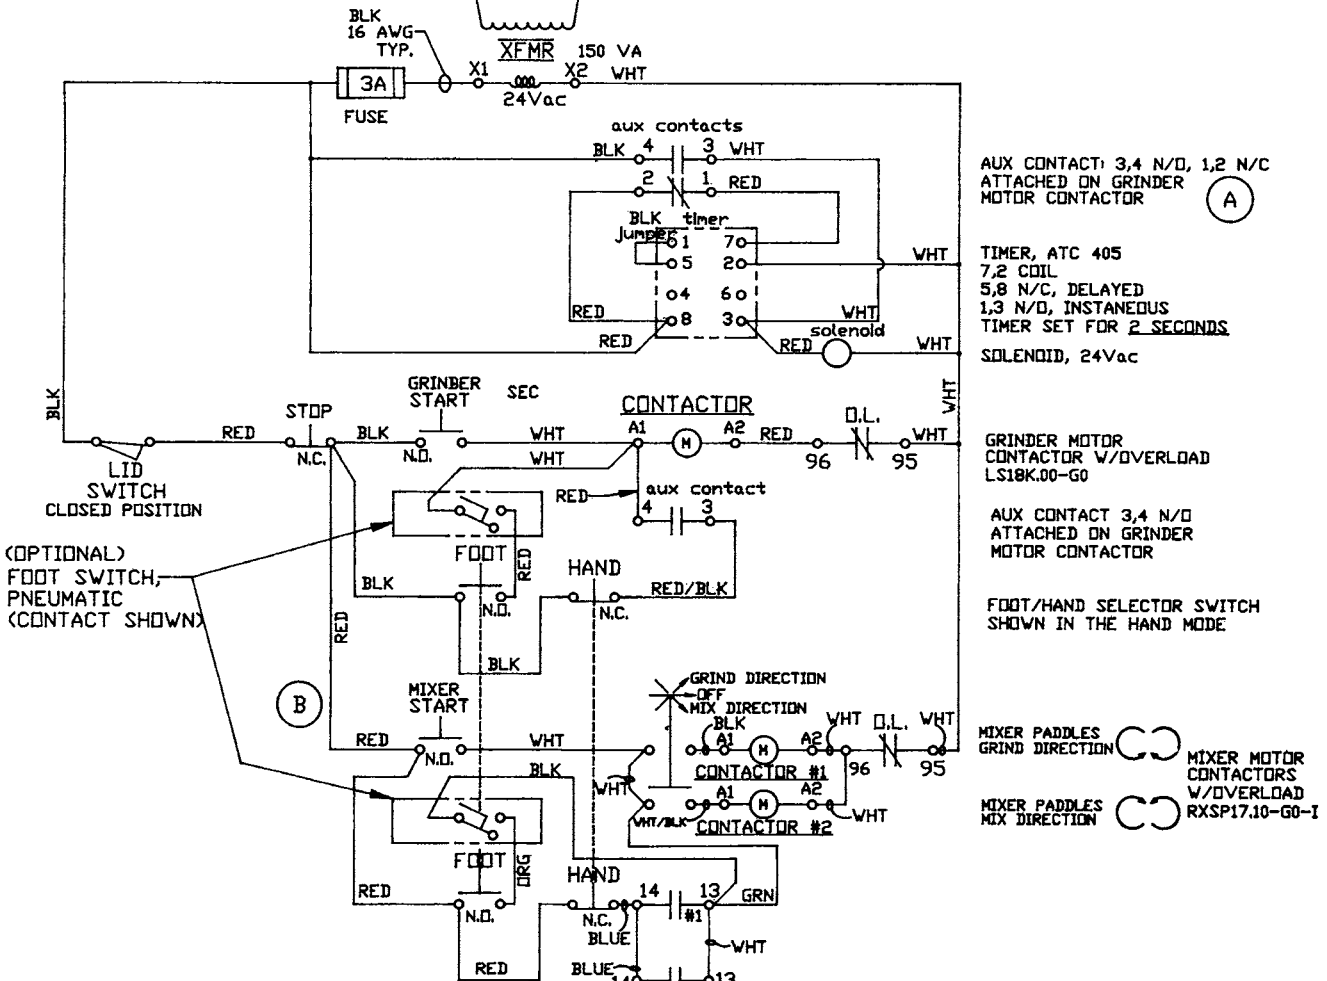 BLK
16 AWG
TYP.
XFMR 150 VA
X1 X2 WHT
3A
24Vac
FUSE
aux contacts
BLK 4 3 WHT
2 1 RED
AUX CONTACT: 3,4 N/O, 1,2 N/C
ATTACHED ON GRINDER
MOTOR CONTACTOR
A
BLK timer
jumper
1 7
5 2 WHT
4 6
RED 8 3 WHT
TIMER, ATC 405
7,2 COIL
5,8 N/C, DELAYED
1,3 N/O, INSTANEOUS
TIMER SET FOR 2 SECONDS
solenoid
RED RED WHT
SOLENOID, 24Vac
BLK
WHT
GRINBER
START
SEC
STOP
CONTACTOR
O.L.
RED BLK WHT A1 M A2 RED WHT
N.C. N.O. 96 95
WHT
LID
SWITCH
CLOSED POSITION
GRINDER MOTOR
CONTACTOR W/OVERLOAD
LS18K.00-G0
RED aux contact
4 3
AUX CONTACT 3,4 N/O
ATTACHED ON GRINDER
MOTOR CONTACTOR
(OPTIONAL)
FOOT SWITCH,
PNEUMATIC
(CONTACT SHOWN)
FOOT
RED
HAND
BLK RED/BLK
N.O. N.C.
FOOT/HAND SELECTOR SWITCH
SHOWN IN THE HAND MODE
RED
BLK
B
MIXER
START
GRIND DIRECTION
OFF
MIX DIRECTION
RED WHT BLK A1 M A2 WHT O.L. WHT
N.O. 96 95
CONTACTOR #1
MIXER PADDLES
GRIND DIRECTION
MIXER MOTOR
CONTACTORS
W/OVERLOAD
RXSP17.10-G0-I
BLK
WHT
A1 M A2
WHT/BLK CONTACTOR #2 WHT
MIXER PADDLES
MIX DIRECTION
FOOT
ORG
HAND
RED 14 13 GRN
N.O. N.C. #1
BLUE
WHT
RED BLUE
14 13